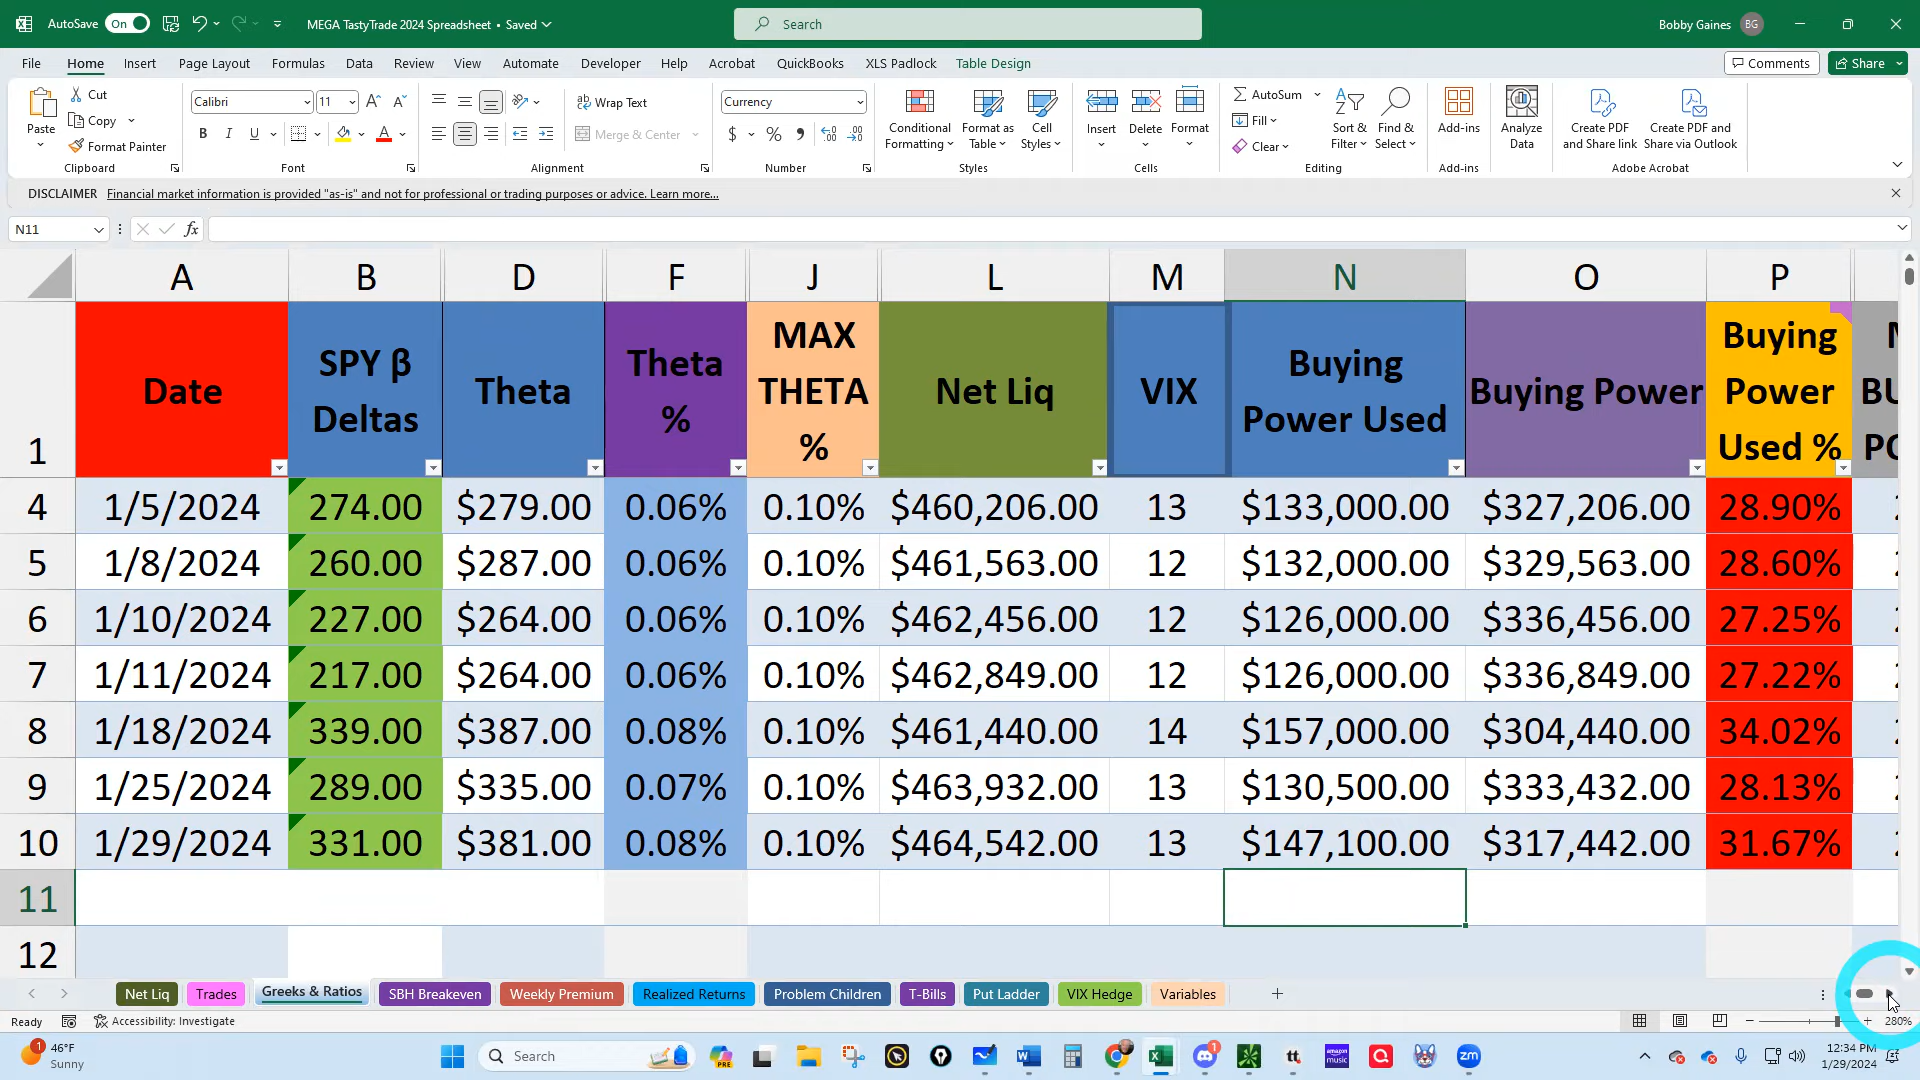 AutoSave On MEGA TastyTrade 2024 Spreadsheet • Saved Search Bobby Gaines BG
File Home Insert Page Layout Formulas Data Review View Automate Developer Help Acrobat QuickBooks XLS Padlock Table Design Comments Share
Paste Cut Copy Format Painter
Calibri 11 B I U A
Wrap Text Merge & Center
Currency $ %
Conditional Formatting Format as Table Cell Styles
Insert Delete Format
AutoSum Fill Clear Sort & Filter Find & Select
Add-ins Analyze Data
Create PDF and Share link Create PDF and Share via Outlook
Clipboard Font Alignment Number Styles Cells Editing Add-ins Adobe Acrobat
DISCLAIMER Financial market information is provided "as-is" and not for professional or trading purposes or advice. Learn more...
N11 fx
A B D F J L M N O P
1 Date SPY β Deltas Theta Theta % MAX THETA % Net Liq VIX Buying Power Used Buying Power Buying Power Used %
4 1/5/2024 274.00 $279.00 0.06% 0.10% $460,206.00 13 $133,000.00 $327,206.00 28.90%
5 1/8/2024 260.00 $287.00 0.06% 0.10% $461,563.00 12 $132,000.00 $329,563.00 28.60%
6 1/10/2024 227.00 $264.00 0.06% 0.10% $462,456.00 12 $126,000.00 $336,456.00 27.25%
7 1/11/2024 217.00 $264.00 0.06% 0.10% $462,849.00 12 $126,000.00 $336,849.00 27.22%
8 1/18/2024 339.00 $387.00 0.08% 0.10% $461,440.00 14 $157,000.00 $304,440.00 34.02%
9 1/25/2024 289.00 $335.00 0.07% 0.10% $463,932.00 13 $130,500.00 $333,432.00 28.13%
10 1/29/2024 331.00 $381.00 0.08% 0.10% $464,542.00 13 $147,100.00 $317,442.00 31.67%
11
12
Net Liq Trades Greeks & Ratios SBH Breakeven Weekly Premium Realized Returns Problem Children T-Bills Put Ladder VIX Hedge Variables
Ready Accessibility: Investigate 280%
1 46°F Search PRE W tt amazon music zm 1 12:34 PM
Sunny 1/29/2024